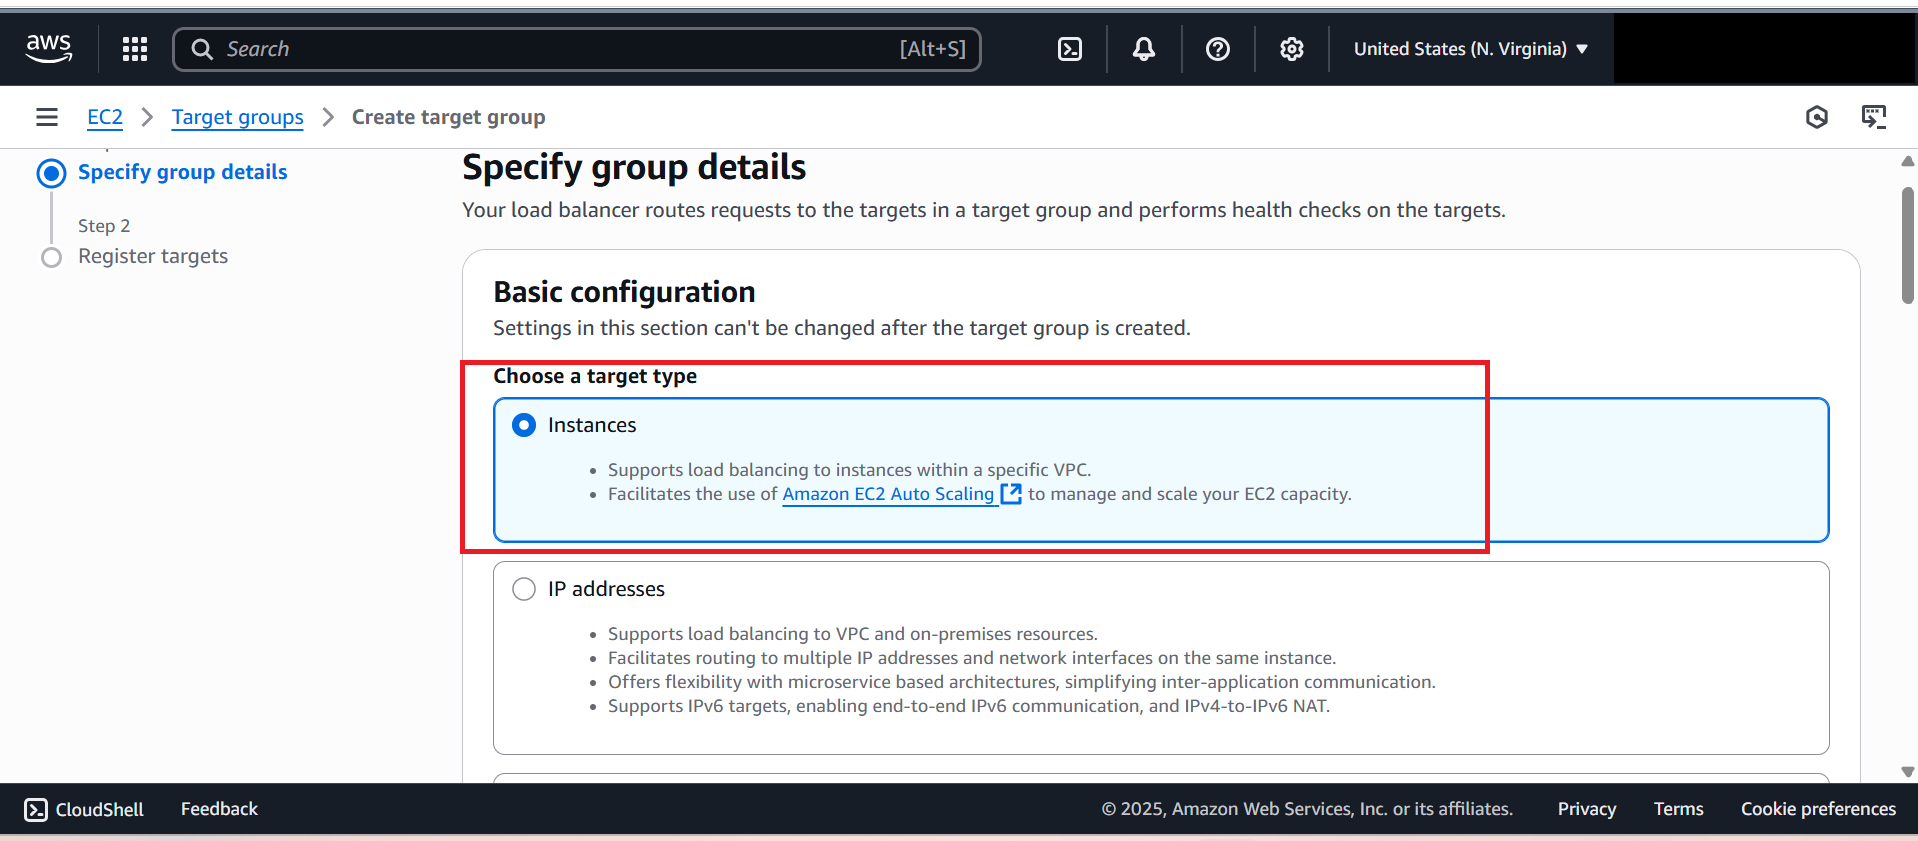 aws
Search [Alt+S]
United States (N. Virginia)
EC2 Target groups Create target group
Specify group details
Step 2
Register targets
Specify group details
Your load balancer routes requests to the targets in a target group and performs health checks on the targets.
Basic configuration
Settings in this section can't be changed after the target group is created.
Choose a target type
Instances
• Supports load balancing to instances within a specific VPC.
• Facilitates the use of Amazon EC2 Auto Scaling to manage and scale your EC2 capacity.
IP addresses
• Supports load balancing to VPC and on-premises resources.
• Facilitates routing to multiple IP addresses and network interfaces on the same instance.
• Offers flexibility with microservice based architectures, simplifying inter-application communication.
• Supports IPv6 targets, enabling end-to-end IPv6 communication, and IPv4-to-IPv6 NAT.
CloudShell Feedback © 2025, Amazon Web Services, Inc. or its affiliates. Privacy Terms Cookie preferences